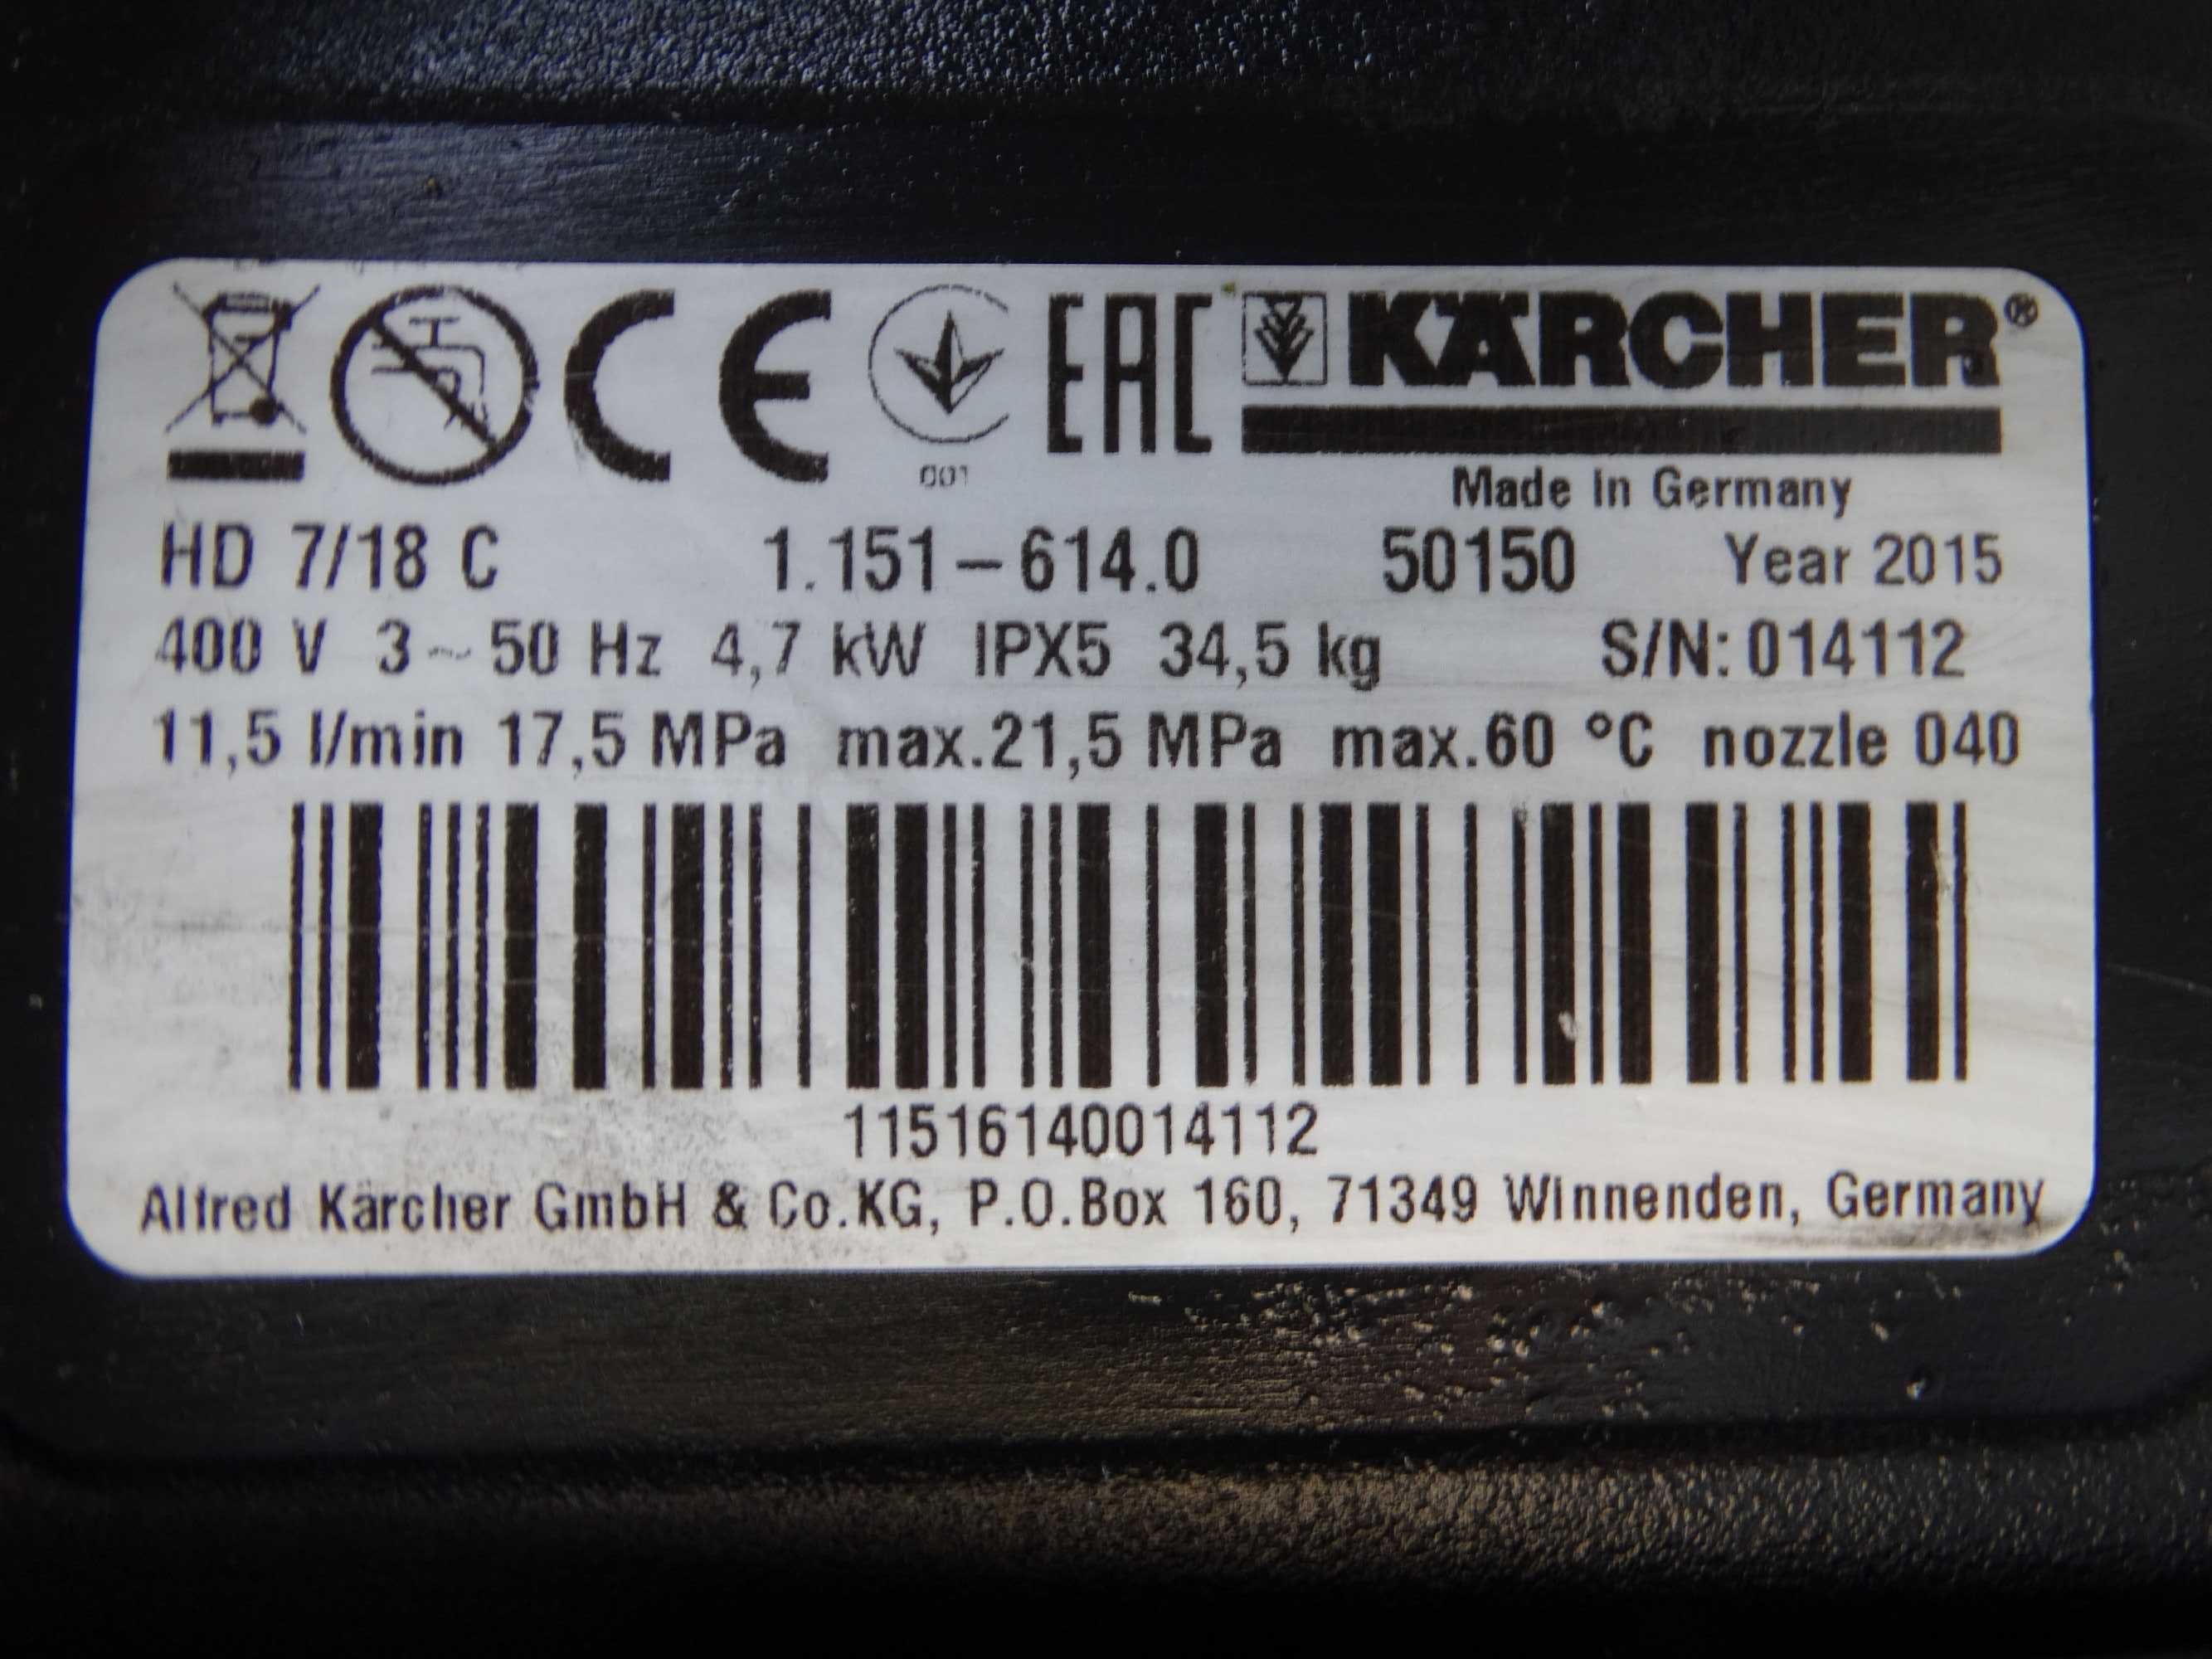 CE 001 EAC KÄRCHER®
Made in Germany
HD 7/18 C 1.151-614.0 50150 Year 2015
400 V 3~50 Hz 4,7 kW IPX5 34,5 kg S/N: 014112
11,5 l/min 17,5 MPa max.21,5 MPa max.60 °C nozzle 040
11516140014112
Alfred Kärcher GmbH & Co.KG, P.O.Box 160, 71349 Winnenden, Germany